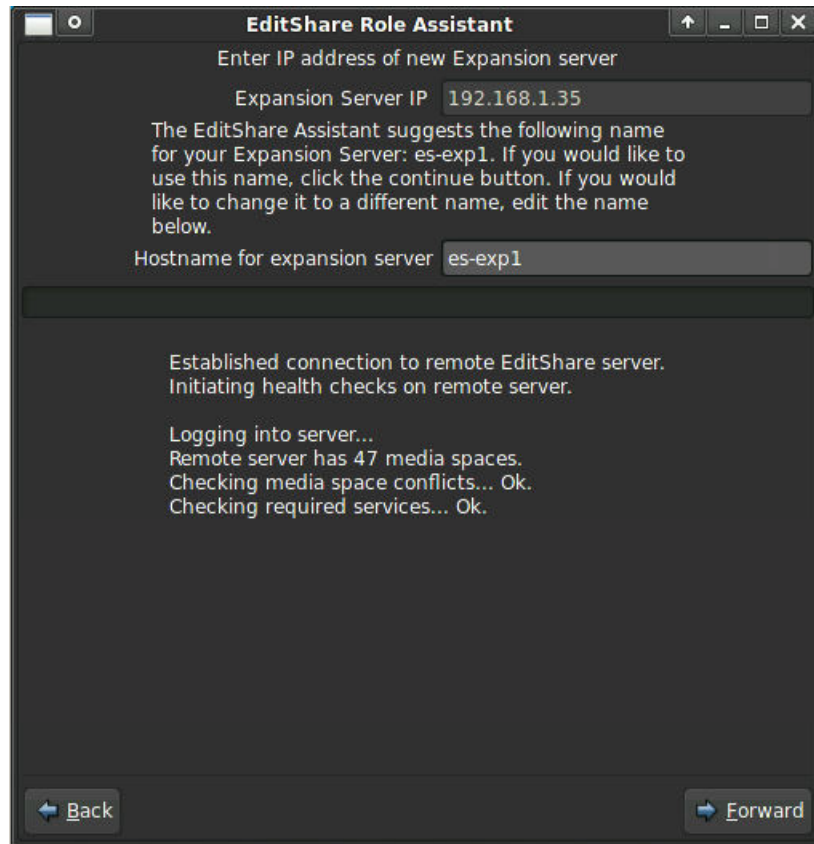 EditShare Role Assistant
Enter IP address of new Expansion server
Expansion Server IP 192.168.1.35
The EditShare Assistant suggests the following name
for your Expansion Server: es-exp1. If you would like to
use this name, click the continue button. If you would
like to change it to a different name, edit the name
below.
Hostname for expansion server es-exp1
Established connection to remote EditShare server.
Initiating health checks on remote server.
Logging into server...
Remote server has 47 media spaces.
Checking media space conflicts... Ok.
Checking required services... Ok.
Back Forward